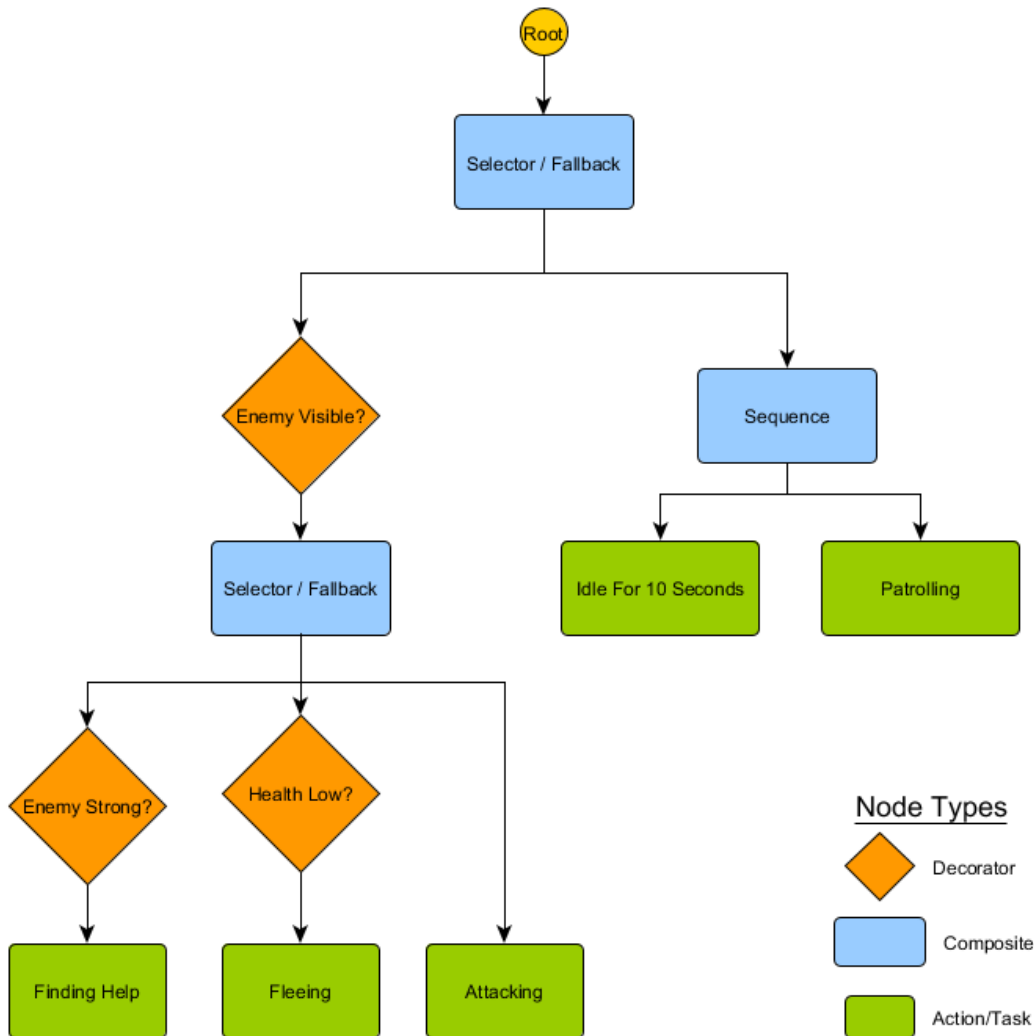 Root
Selector / Fallback
Enemy Visible?
Sequence
Selector / Fallback
Idle For 10 Seconds
Patrolling
Enemy Strong?
Health Low?
Finding Help
Fleeing
Attacking
Node Types
Decorator
Composite
Action/Task